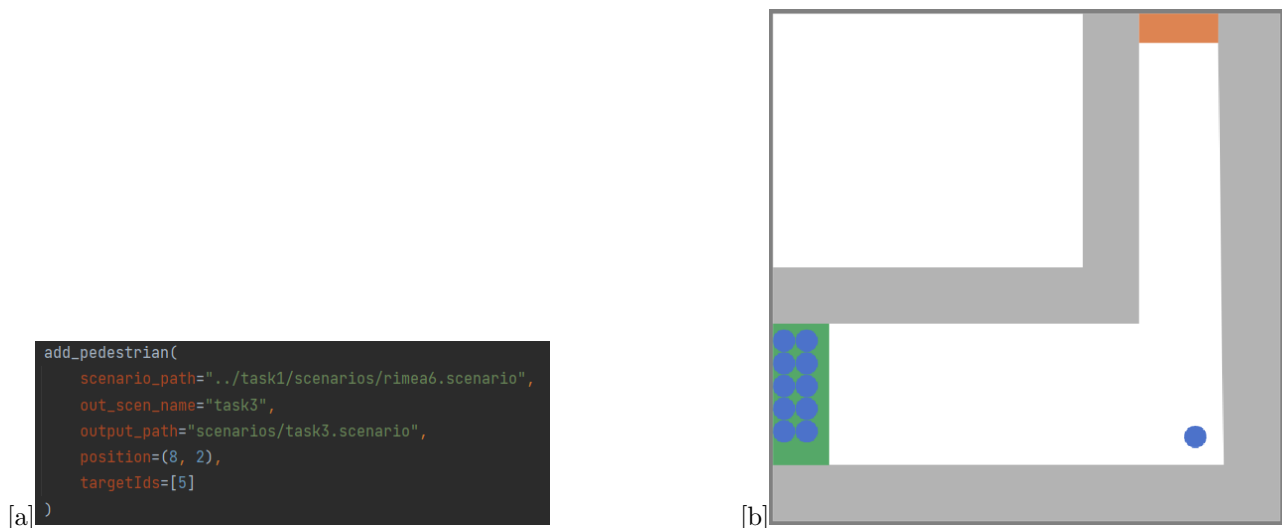 add_pedestrian(
scenario_path="../task1/scenarios/rimea6.scenario",
out_scen_name="task3",
output_path="scenarios/task3.scenario",
position=(8, 2),
targetIds=[5]
)
[a]
[b]